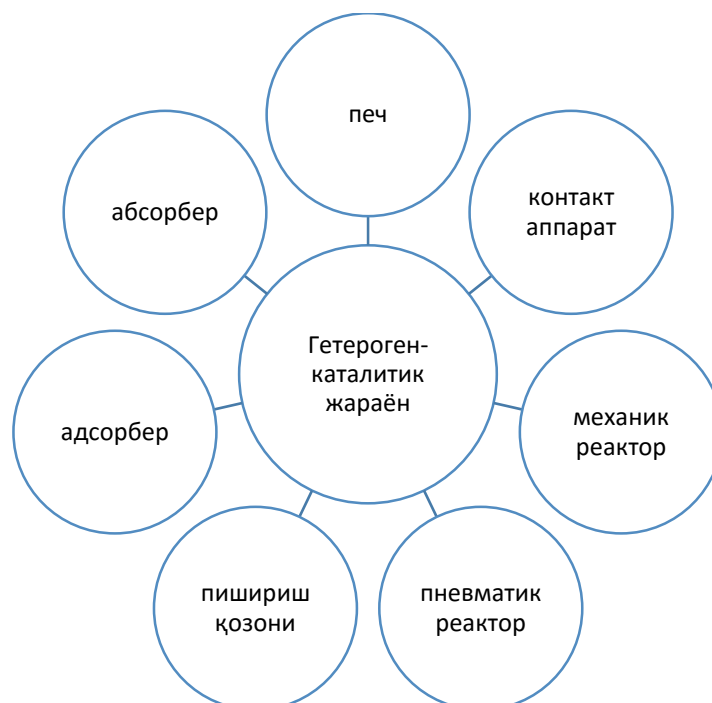 печ
абсорбер
контакт
аппарат
Гетероген-
каталитик
жараён
адсорбер
механик
реактор
пишириш
қозони
пневматик
реактор